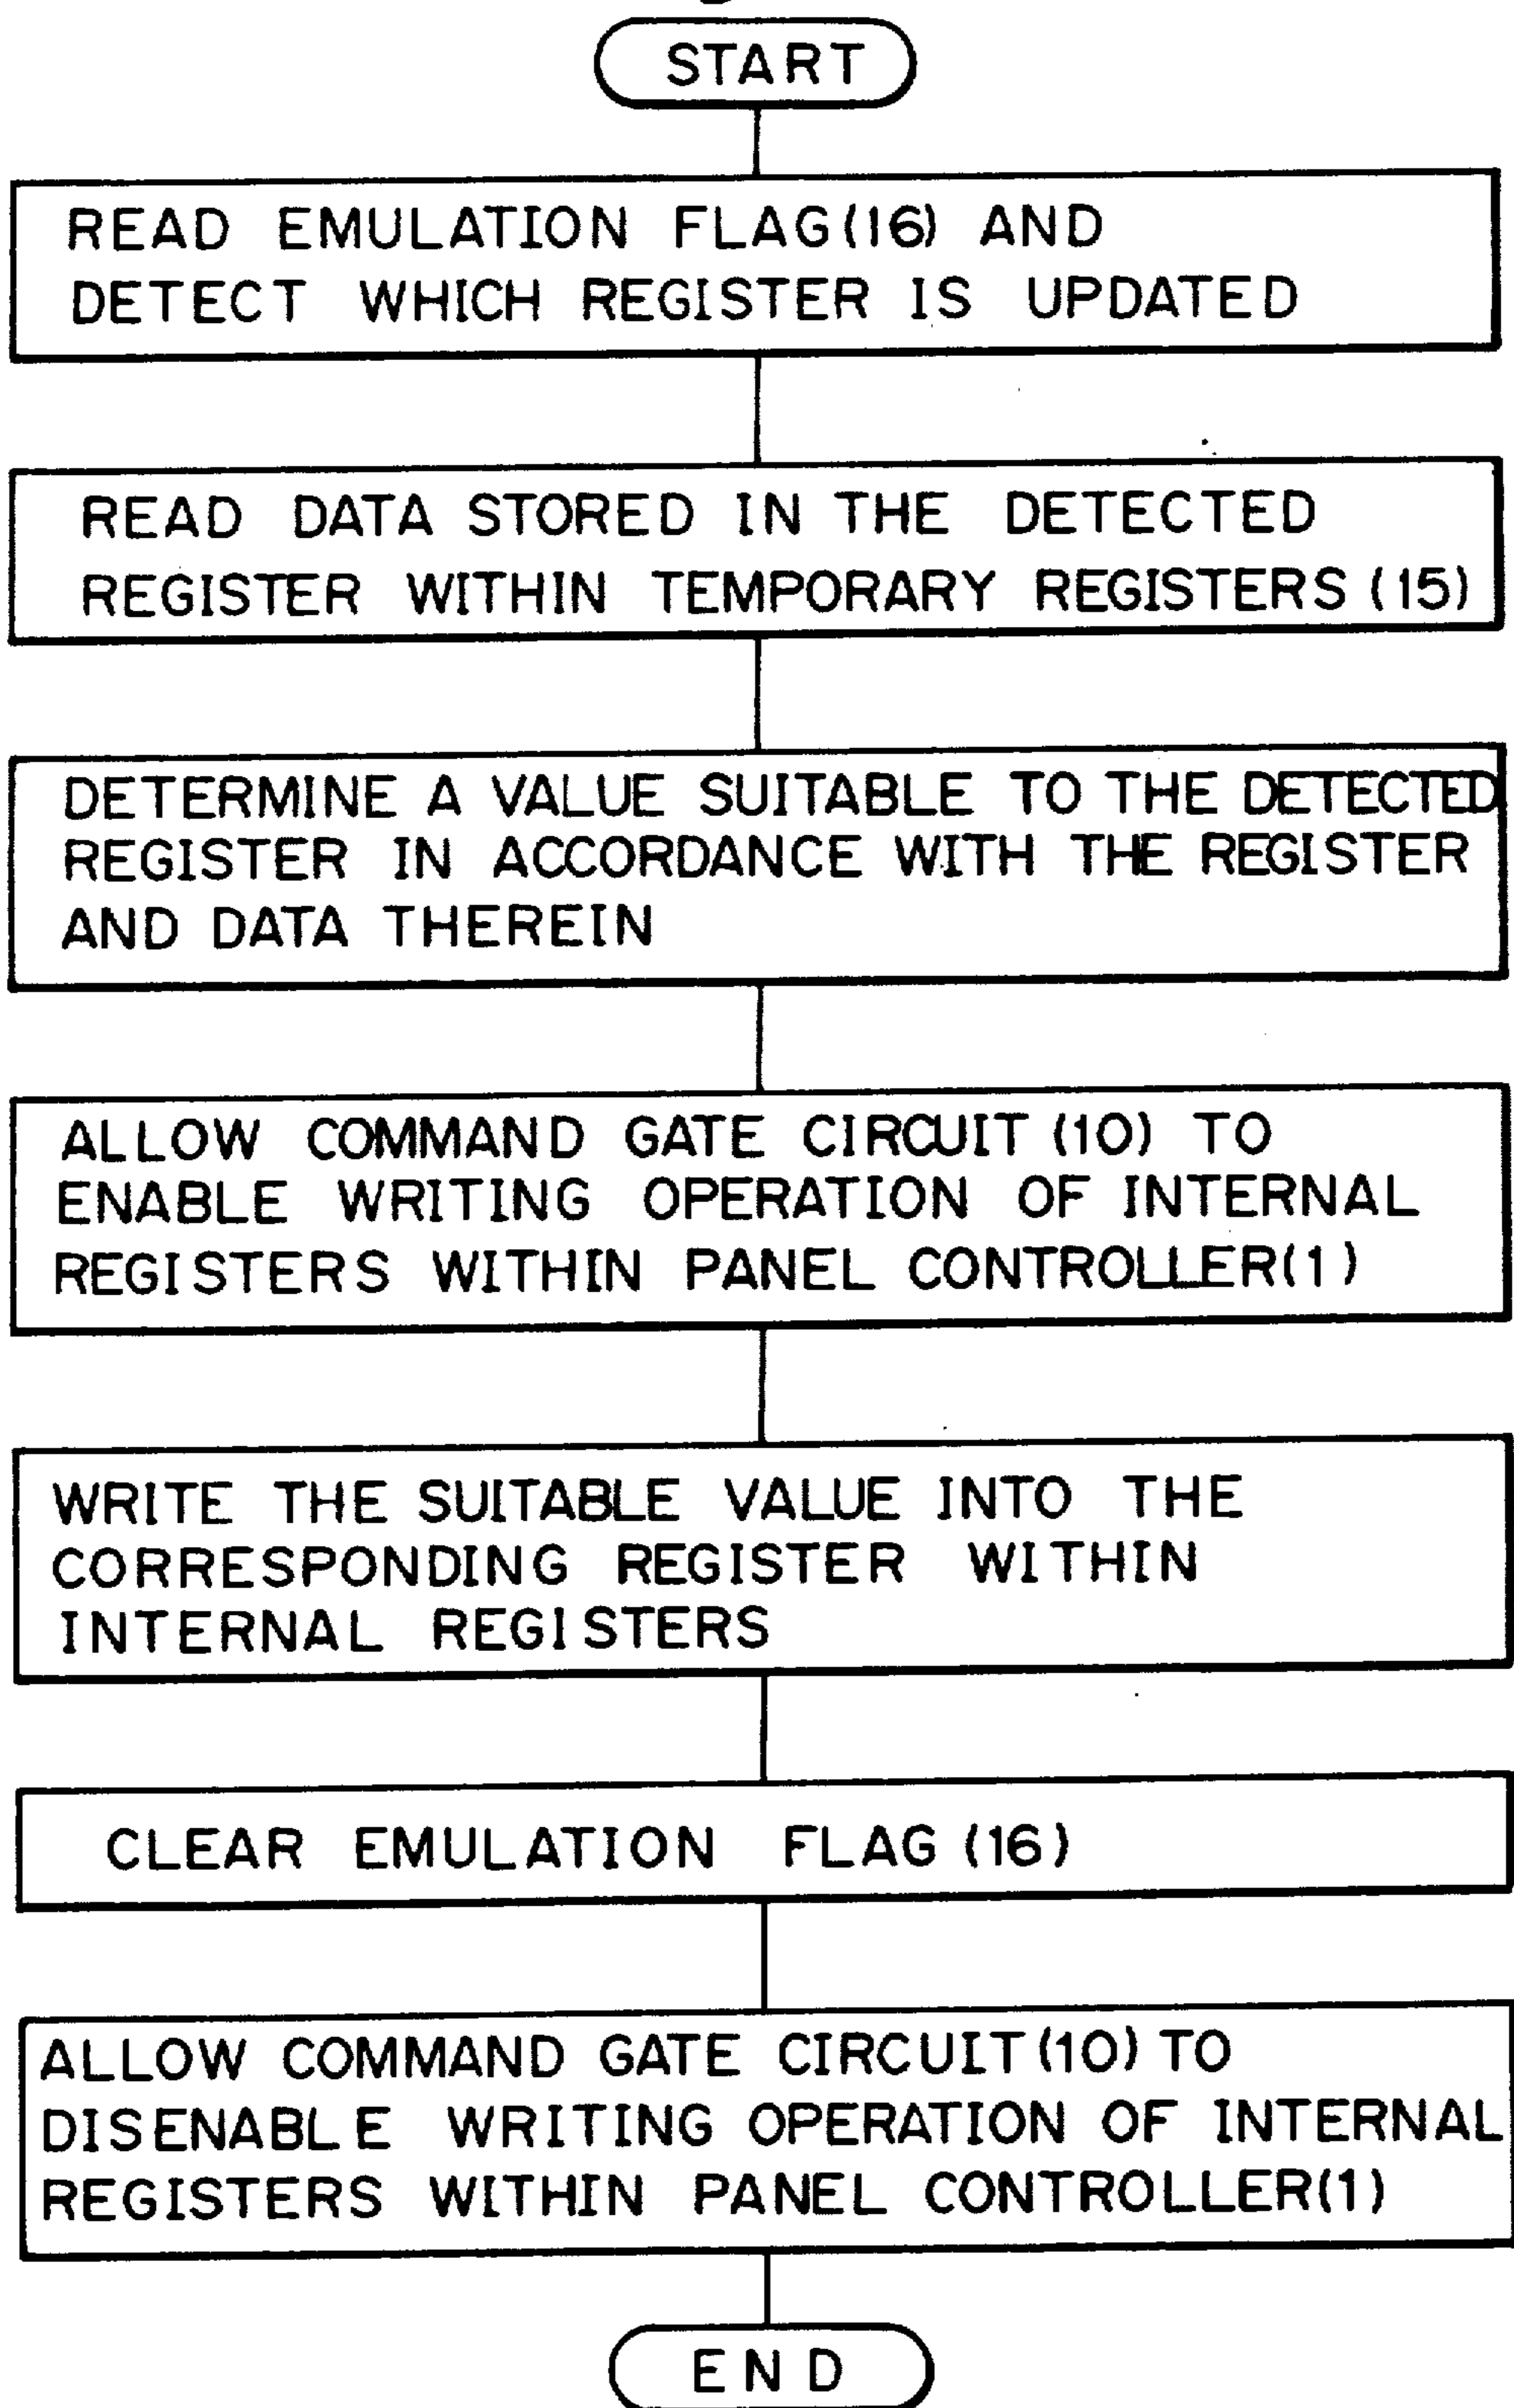 START
READ EMULATION FLAG(16) AND
DETECT WHICH REGISTER IS UPDATED
READ DATA STORED IN THE DETECTED
REGISTER WITHIN TEMPORARY REGISTERS (15)
DETERMINE A VALUE SUITABLE TO THE DETECTED
REGISTER IN ACCORDANCE WITH THE REGISTER
AND DATA THEREIN
ALLOW COMMAND GATE CIRCUIT (10) TO
ENABLE WRITING OPERATION OF INTERNAL
REGISTERS WITHIN PANEL CONTROLLER(1)
WRITE THE SUITABLE VALUE INTO THE
CORRESPONDING REGISTER WITHIN
INTERNAL REGISTERS
CLEAR EMULATION FLAG (16)
ALLOW COMMAND GATE CIRCUIT(10) TO
DISENABLE WRITING OPERATION OF INTERNAL
REGISTERS WITHIN PANEL CONTROLLER(1)
END